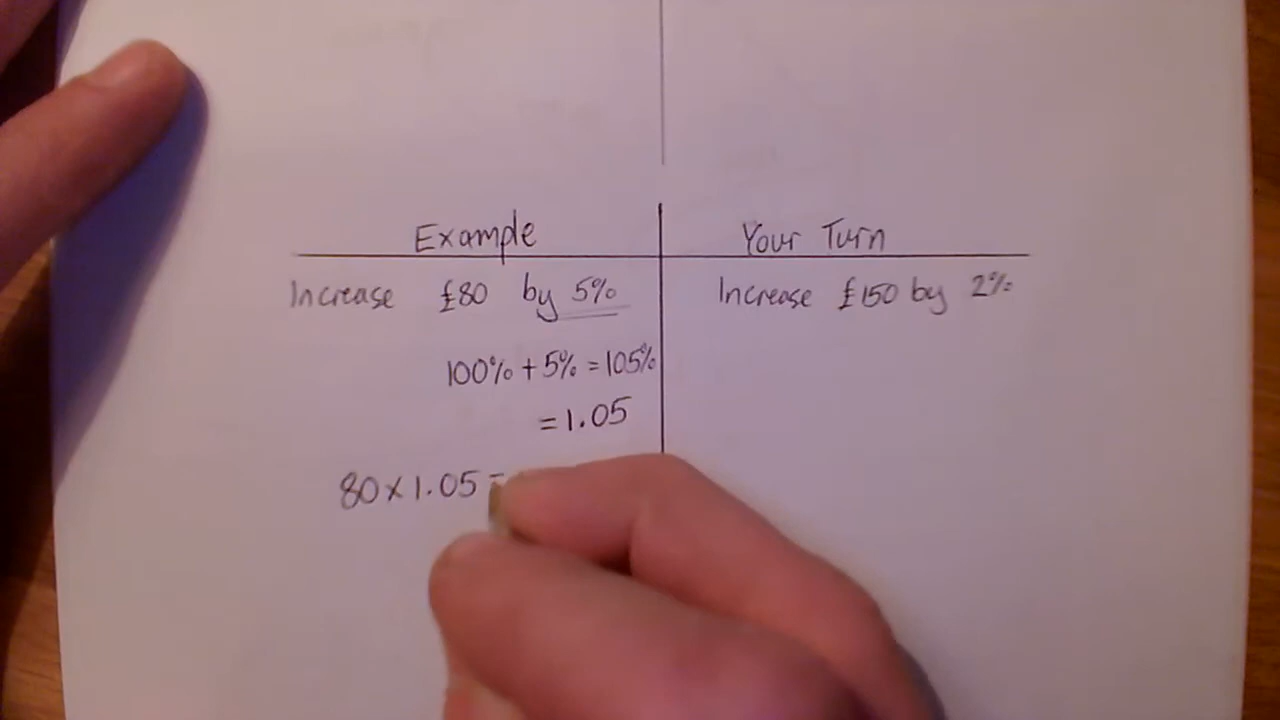 Example
Increase £80 by 5%
100% + 5% = 105%
= 1.05
80 × 1.05 =
Your Turn
Increase £150 by 2%